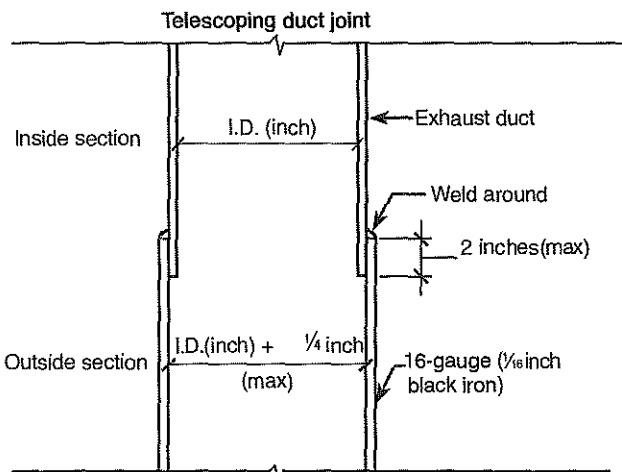 Telescoping duct joint
Inside section
I.D. (inch)
Exhaust duct
Weld around
2 inches(max)
Outside section
I.D.(inch) + ¼ inch
(max)
16-gauge (1/16 inch
black iron)